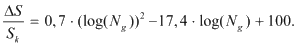 ΔS/S_k = 0,7 · (log(N_g))² −17,4 · log(N_g) + 100.